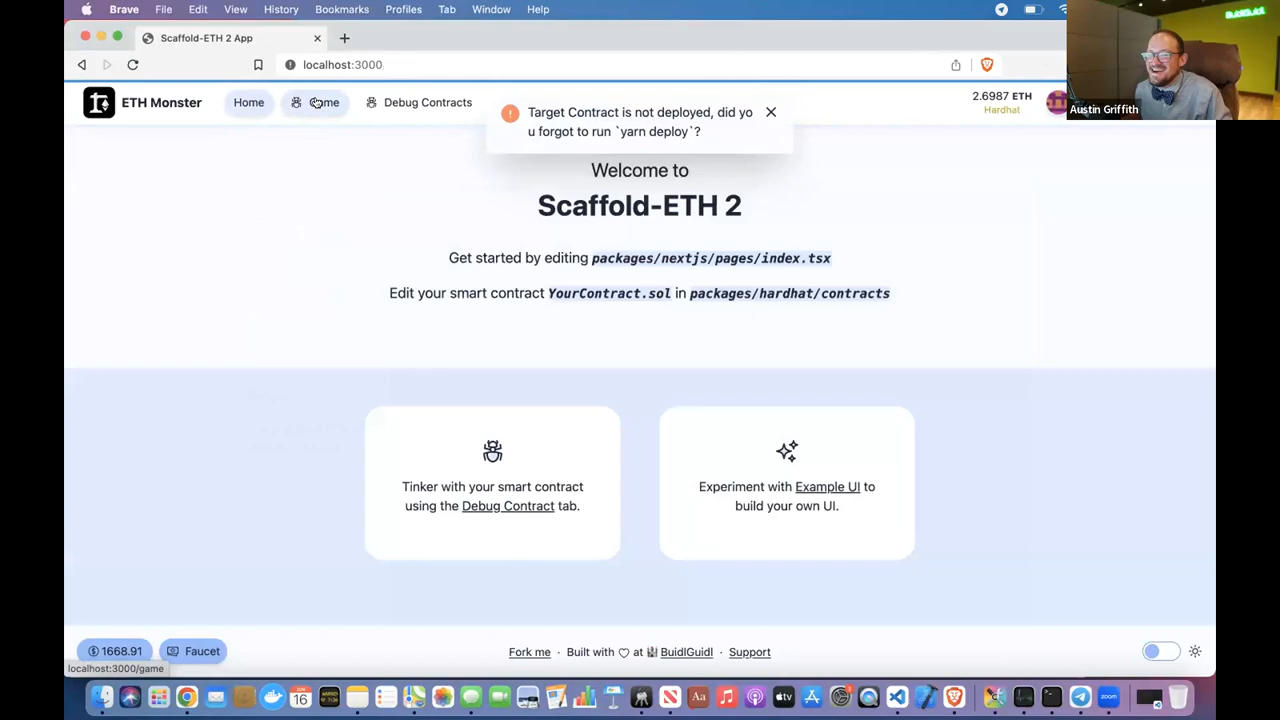 Brave File Edit View History Bookmarks Profiles Tab Window Help
Scaffold-ETH 2 App
localhost:3000
ETH Monster Home Game Debug Contracts
Target Contract is not deployed, did yo
u forgot to run `yarn deploy`?
2.6987 ETH
Hardhat
Austin Griffith
Welcome to
Scaffold-ETH 2
Get started by editing packages/nextjs/pages/index.tsx
Edit your smart contract YourContract.sol in packages/hardhat/contracts
Tinker with your smart contract
using the Debug Contract tab.
Experiment with Example UI to
build your own UI.
1668.91 Faucet
Fork me · Built with at BuidlGuidl · Support
localhost:3000/game
16
zoom